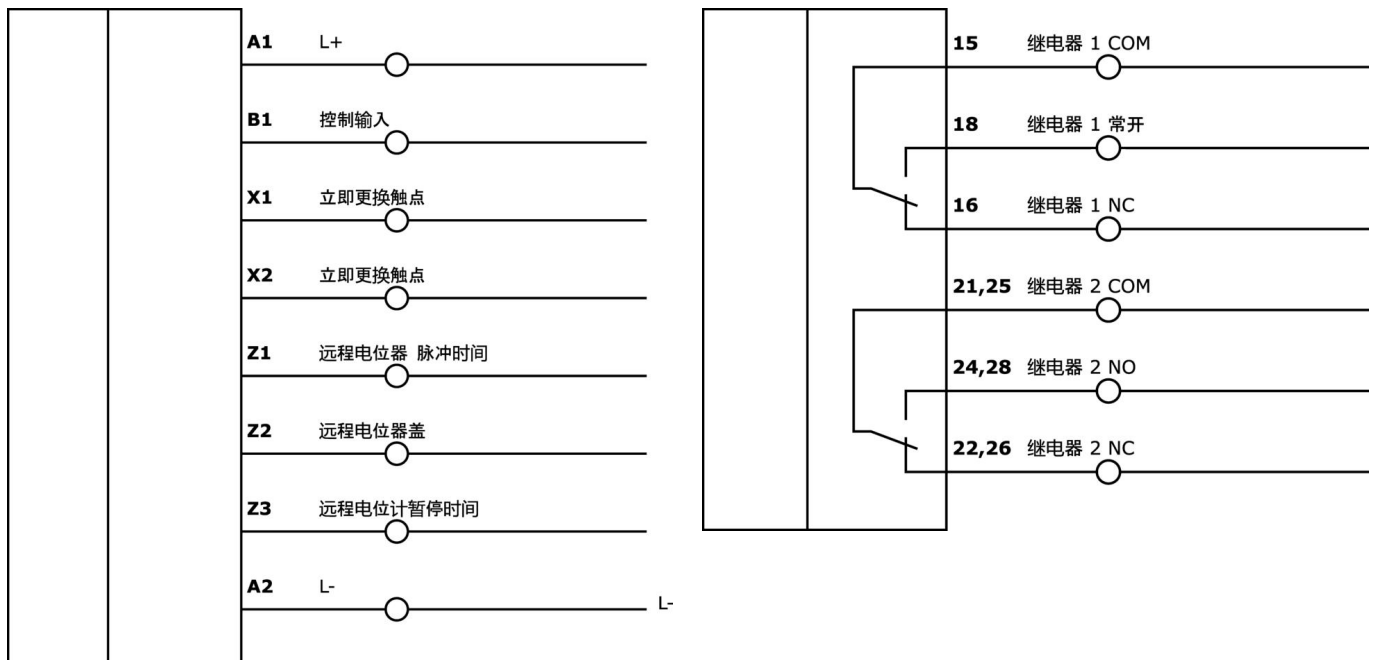 A1 L+
B1 控制输入
X1 立即更换触点
X2 立即更换触点
Z1 远程电位器 脉冲时间
Z2 远程电位器盖
Z3 远程电位计暂停时间
A2 L-
L-
15 继电器 1 COM
18 继电器 1 常开
16 继电器 1 NC
21,25 继电器 2 COM
24,28 继电器 2 NO
22,26 继电器 2 NC